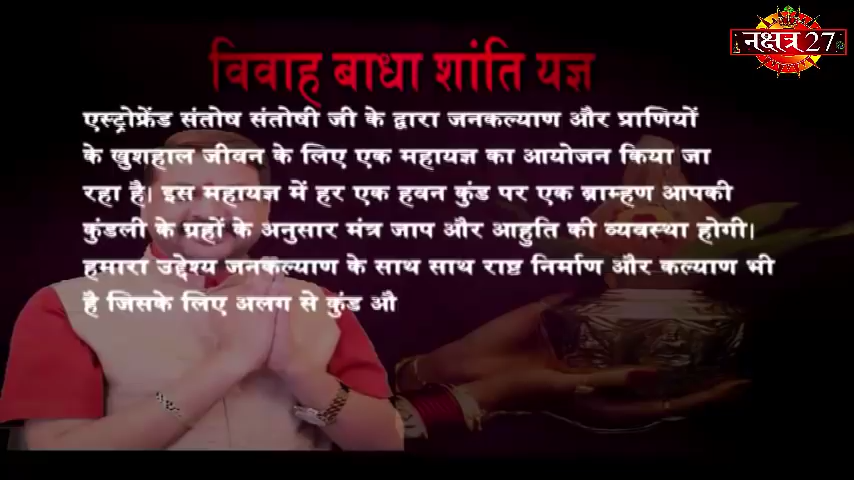 नक्षत्र 27
विवाह बाधा शांति यज्ञ
एस्ट्रोफ्रेंड संतोष संतोषी जी के द्वारा जनकल्याण और प्राणियों
के खुशहाल जीवन के लिए एक महायज्ञ का आयोजन किया जा
रहा है। इस महायज्ञ में हर एक हवन कुंड पर एक ब्राम्हण आपकी
कुंडली के ग्रहों के अनुसार मंत्र जाप और आहुति की व्यवस्था होगी।
हमारा उद्देश्य जनकल्याण के साथ साथ राष्ट निर्माण और कल्याण भी
है जिसके लिए अलग से कुंड औ